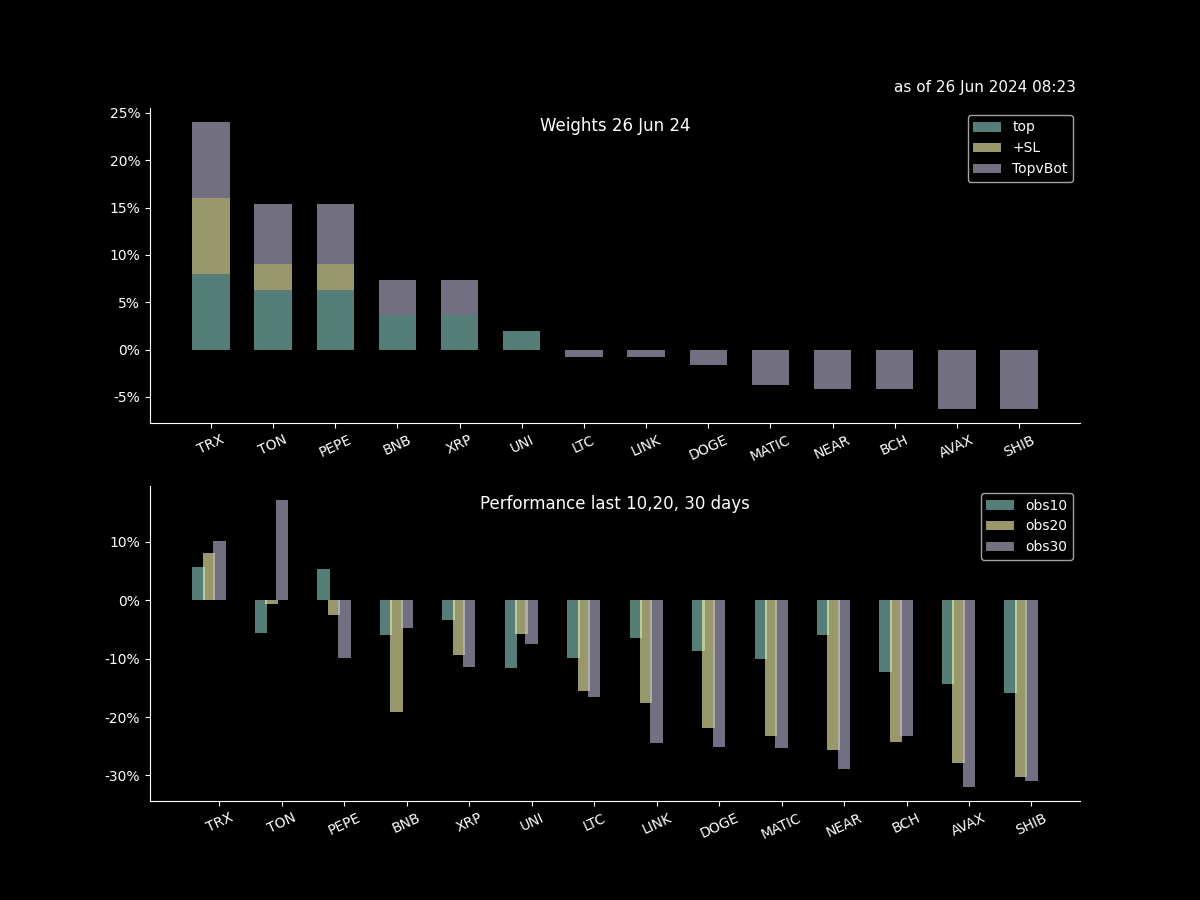 as of 26 Jun 2024 08:23
Weights 26 Jun 24
top
+SL
TopvBot
25%
20%
15%
10%
5%
0%
-5%
TRX TON PEPE BNB XRP UNI LTC LINK DOGE MATIC NEAR BCH AVAX SHIB
Performance last 10,20, 30 days
obs10
obs20
obs30
10%
0%
-10%
-20%
-30%
TRX TON PEPE BNB XRP UNI LTC LINK DOGE MATIC NEAR BCH AVAX SHIB